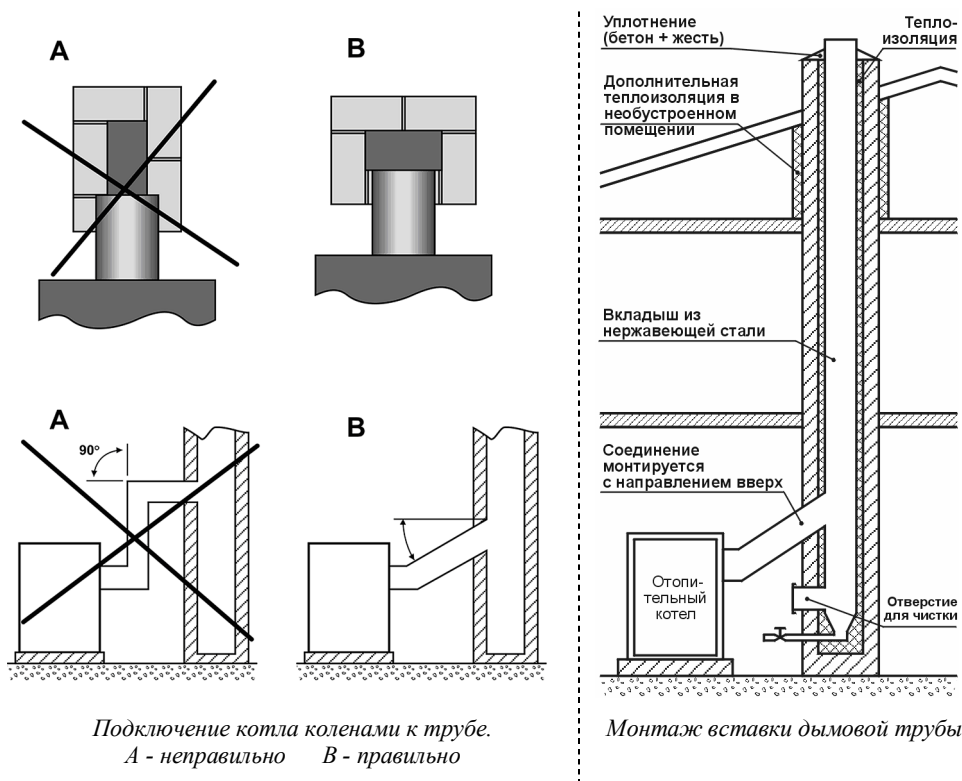 А
В
А
90°
В
Подключение котла коленами к трубе.
А - неправильно В - правильно
Уплотнение
(бетон + жесть)
Тепло-
изоляция
Дополнительная
теплоизоляция в
необустроенном
помещении
Вкладыш из
нержавеющей стали
Соединение
монтируется
с направлением вверх
Отопи-
тельный
котел
Отверстие
для чистки
Монтаж вставки дымовой трубы